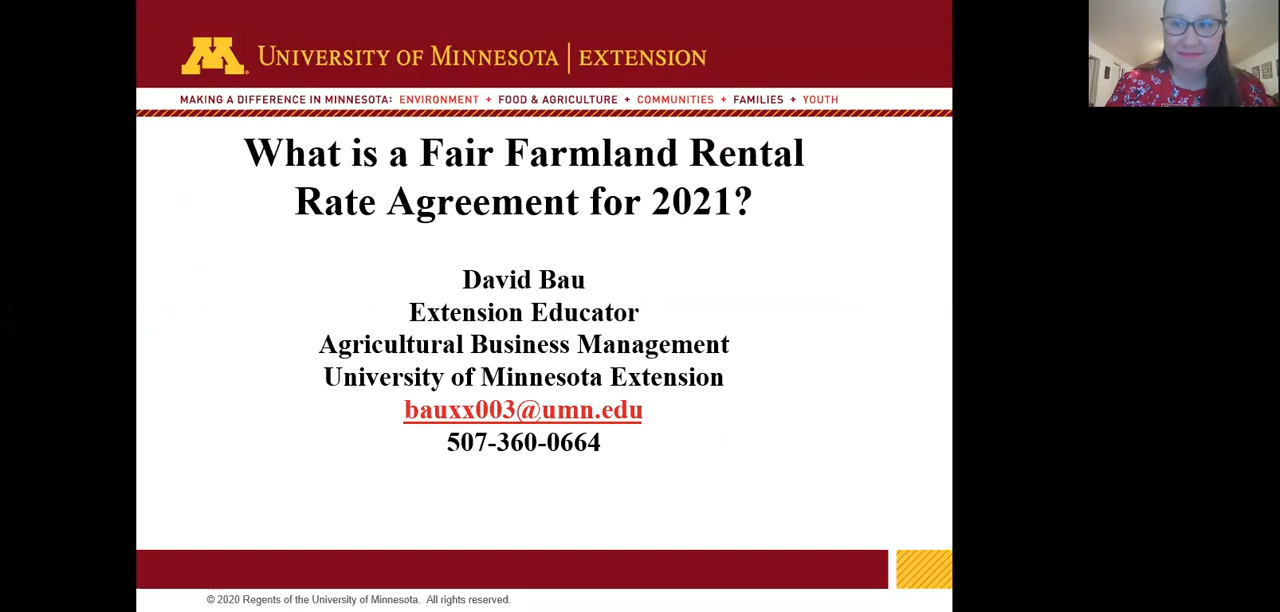 UNIVERSITY OF MINNESOTA | EXTENSION
MAKING A DIFFERENCE IN MINNESOTA: ENVIRONMENT + FOOD & AGRICULTURE + COMMUNITIES + FAMILIES + YOUTH
What is a Fair Farmland Rental
Rate Agreement for 2021?
David Bau
Extension Educator
Agricultural Business Management
University of Minnesota Extension
bauxx003@umn.edu
507-360-0664
© 2020 Regents of the University of Minnesota. All rights reserved.